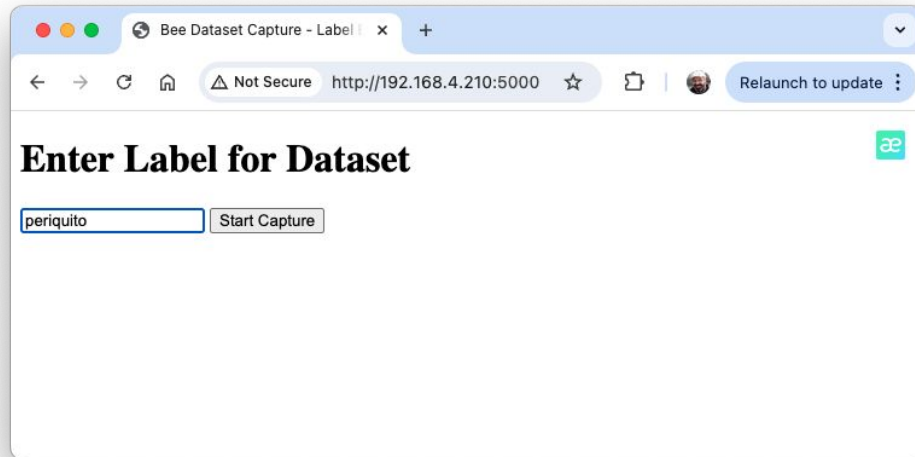 Bee Dataset Capture - Label
Not Secure http://192.168.4.210:5000
Relaunch to update
Enter Label for Dataset
æ
periquito Start Capture